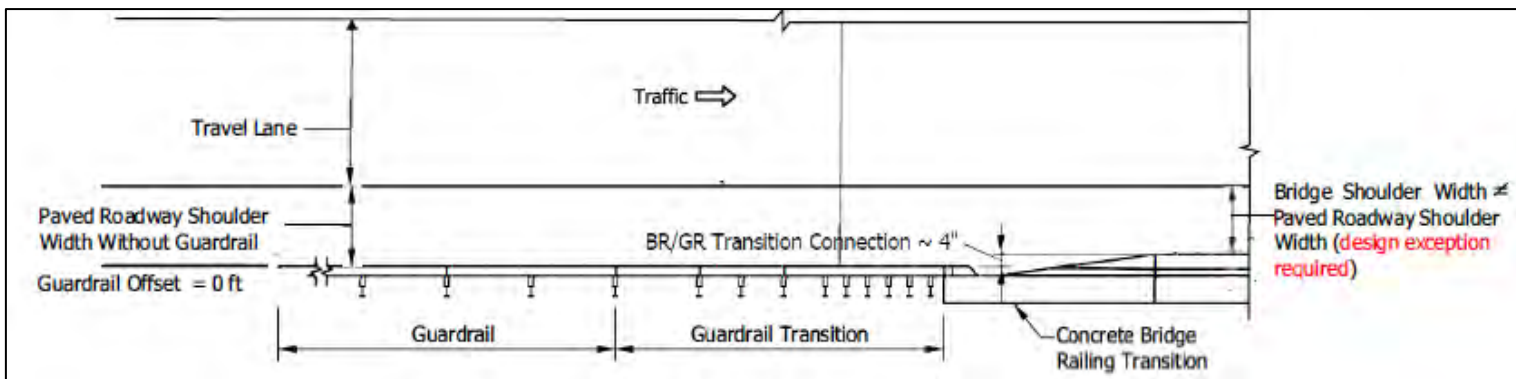 Traffic
Travel Lane
Paved Roadway Shoulder
Width Without Guardrail
Guardrail Offset = 0 ft
BR/GR Transition Connection ~ 4"
Bridge Shoulder Width ≠
Paved Roadway Shoulder
Width (design exception
required)
Guardrail
Guardrail Transition
Concrete Bridge
Railing Transition